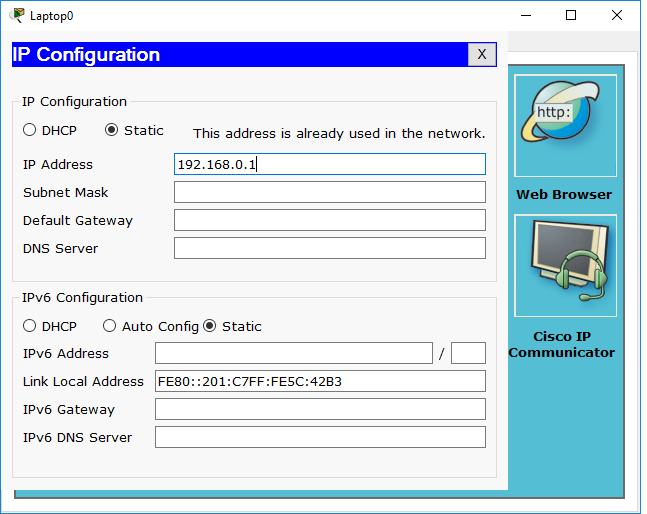 Laptop0
IP Configuration
X
IP Configuration
DHCP
Static
This address is already used in the network.
IP Address
192.168.0.1
Subnet Mask
Default Gateway
DNS Server
IPv6 Configuration
DHCP
Auto Config
Static
IPv6 Address
/
Link Local Address
FE80::201:C7FF:FE5C:42B3
IPv6 Gateway
IPv6 DNS Server
http:
Web Browser
Cisco IP
Communicator